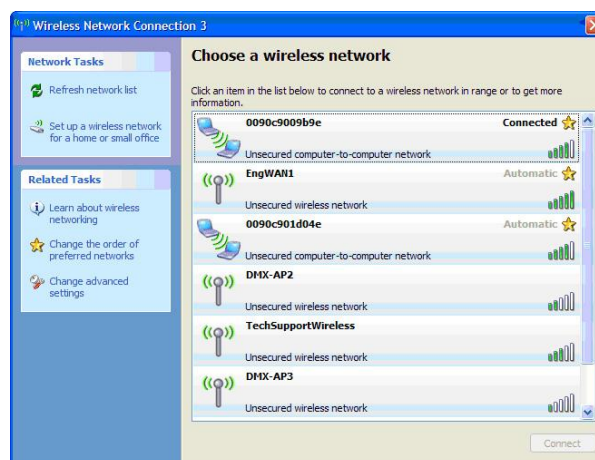 Wireless Network Connection 3
Network Tasks
Refresh network list
Set up a wireless network
for a home or small office
Related Tasks
Learn about wireless
networking
Change the order of
preferred networks
Change advanced
settings
Choose a wireless network
Click an item in the list below to connect to a wireless network in range or to get more
information.
0090c9009b9e Connected
Unsecured computer-to-computer network
EngWAN1 Automatic
Unsecured wireless network
0090c901d04e Automatic
Unsecured computer-to-computer network
DMX-AP2
Unsecured wireless network
TechSupportWireless
Unsecured wireless network
DMX-AP3
Unsecured wireless network
Connect